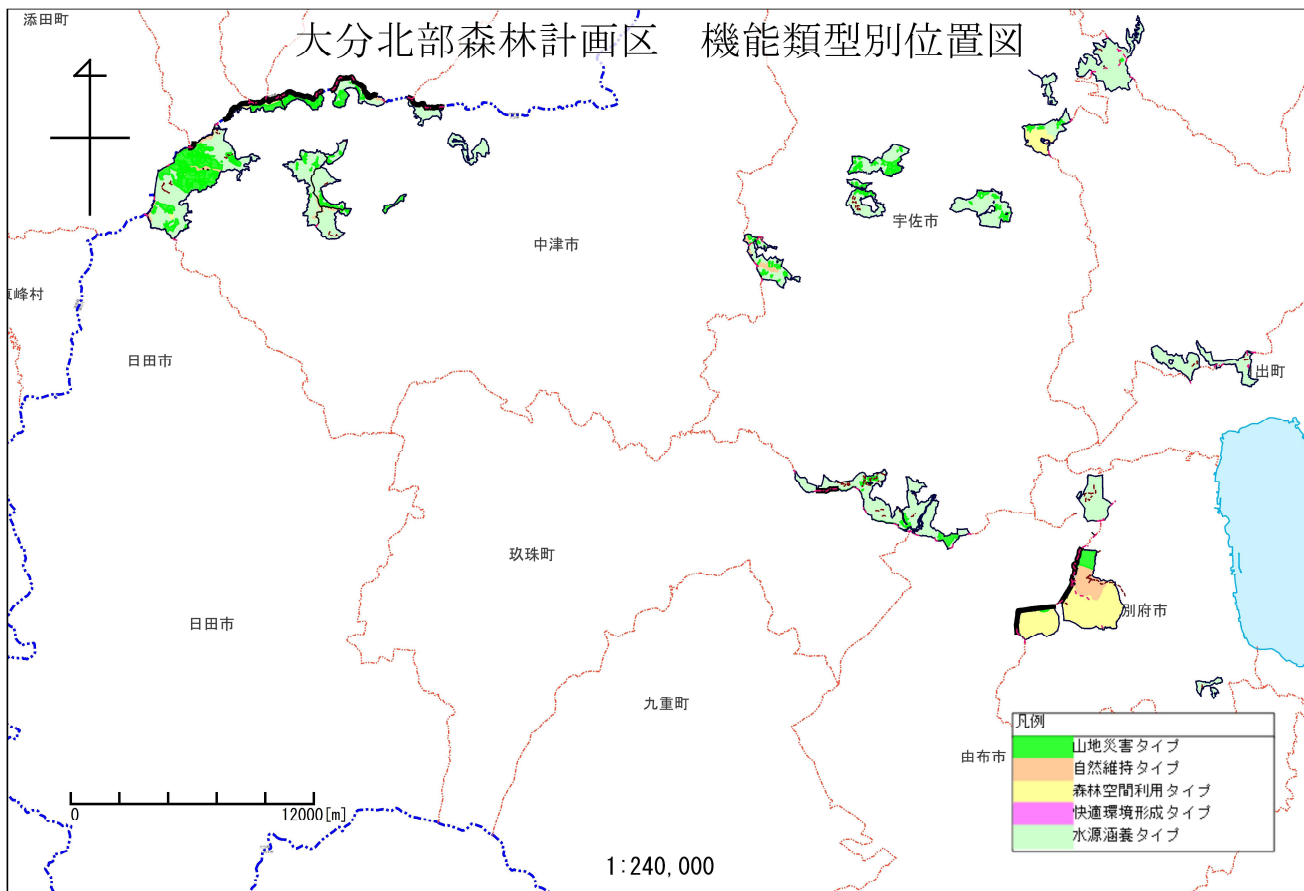 添田町
大分北部森林計画区　機能類型別位置図
中津市
宇佐市
峰村
日田市
出町
玖珠町
別府市
日田市
九重町
由布市
凡例
山地災害タイプ
自然維持タイプ
森林空間利用タイプ
快適環境形成タイプ
水源涵養タイプ
0 12000[m]
1:240,000